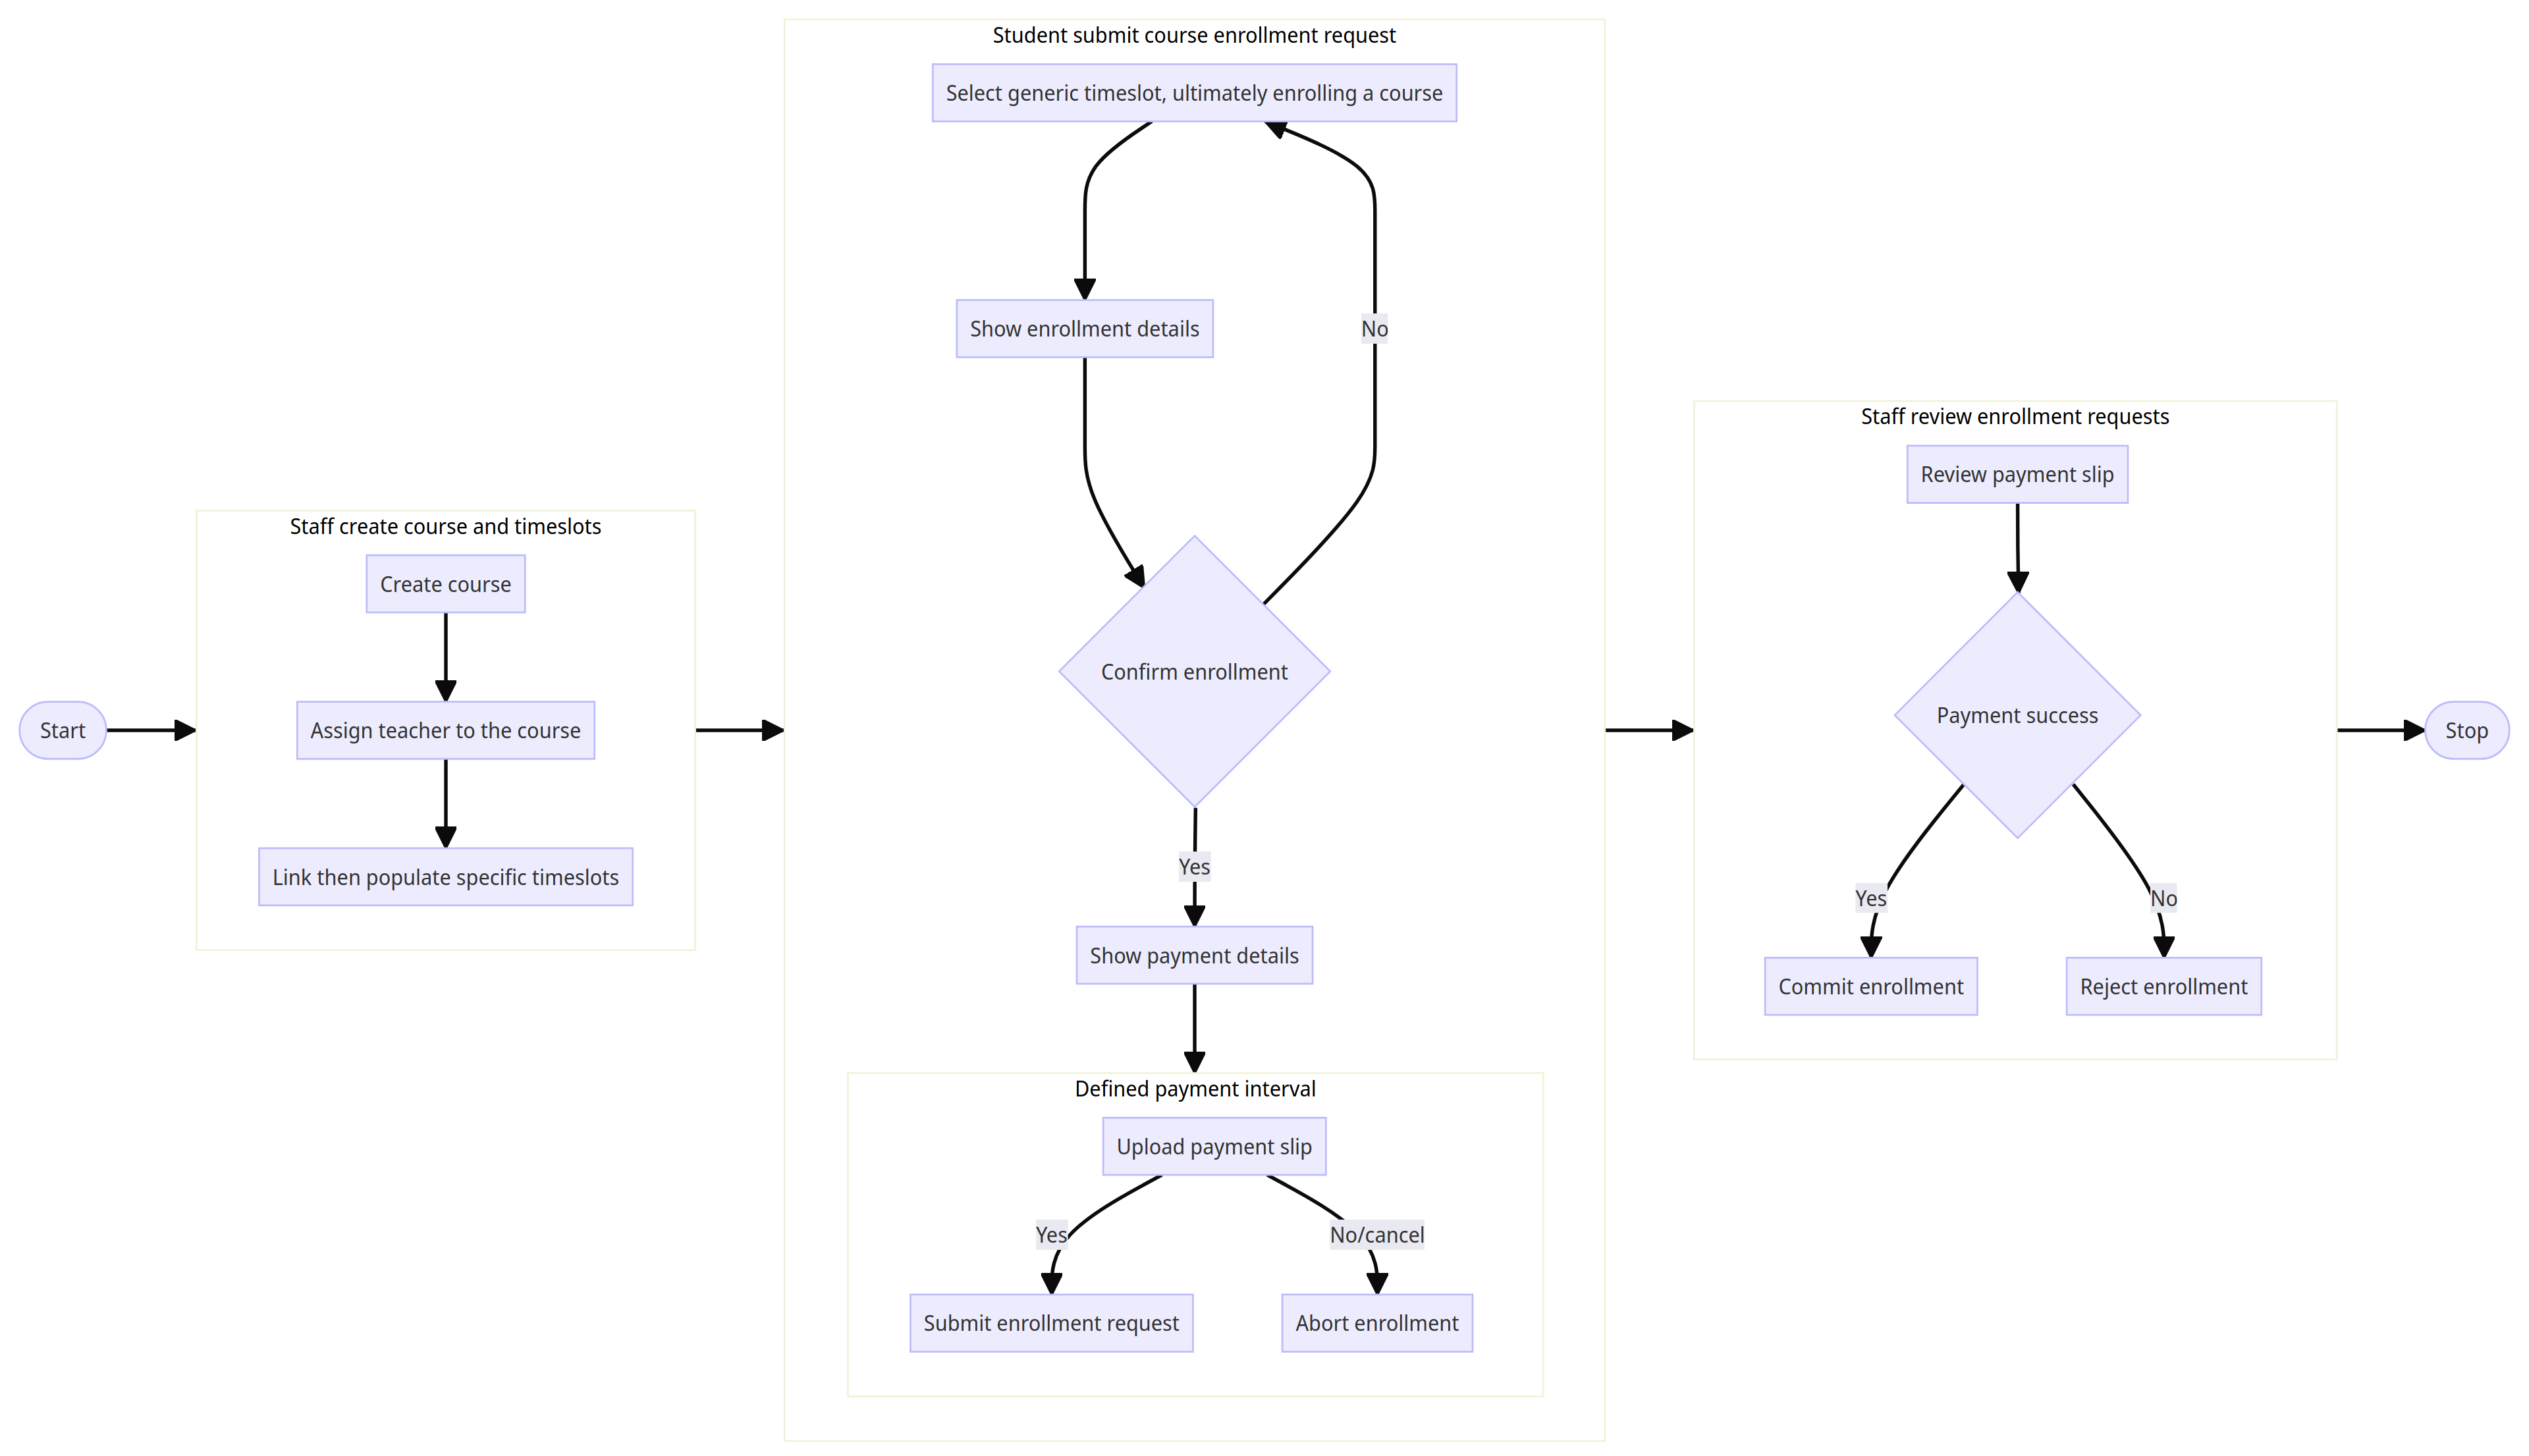 Start
Staff create course and timeslots
Create course
Assign teacher to the course
Link then populate specific timeslots
Student submit course enrollment request
Select generic timeslot, ultimately enrolling a course
Show enrollment details
No
Confirm enrollment
Yes
Show payment details
Defined payment interval
Upload payment slip
Yes
No/cancel
Submit enrollment request
Abort enrollment
Staff review enrollment requests
Review payment slip
Payment success
Yes
No
Commit enrollment
Reject enrollment
Stop